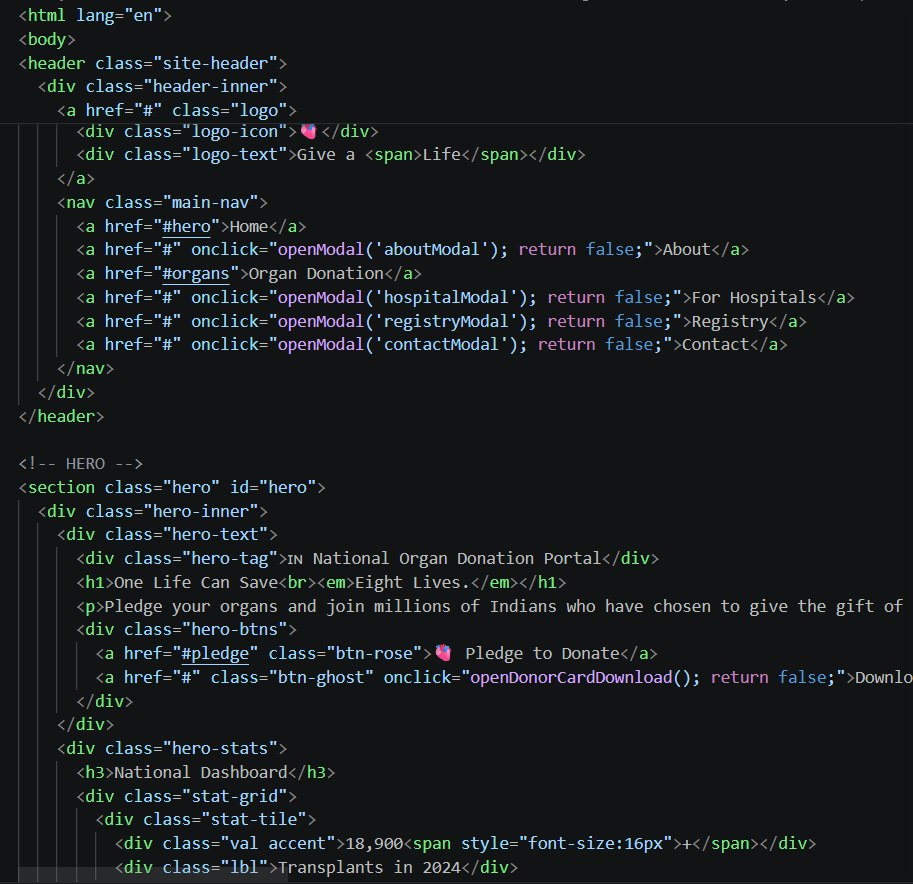 <html lang="en">
<body>
<header class="site-header">
<div class="header-inner">
<a href="#" class="logo">
<div class="logo-icon">🫀</div>
<div class="logo-text">Give a <span>Life</span></div>
</a>
<nav class="main-nav">
<a href="#hero">Home</a>
<a href="#" onclick="openModal('aboutModal'); return false;">About</a>
<a href="#organs">Organ Donation</a>
<a href="#" onclick="openModal('hospitalModal'); return false;">For Hospitals</a>
<a href="#" onclick="openModal('registryModal'); return false;">Registry</a>
<a href="#" onclick="openModal('contactModal'); return false;">Contact</a>
</nav>
</div>
</header>
<!-- HERO -->
<section class="hero" id="hero">
<div class="hero-inner">
<div class="hero-text">
<div class="hero-tag">🇮🇳 National Organ Donation Portal</div>
<h1>One Life Can Save<br><em>Eight Lives.</em></h1>
<p>Pledge your organs and join millions of Indians who have chosen to give the gift of
<div class="hero-btns">
<a href="#pledge" class="btn-rose">🫀 Pledge to Donate</a>
<a href="#" class="btn-ghost" onclick="openDonorCardDownload(); return false;">Downlo
</div>
</div>
<div class="hero-stats">
<h3>National Dashboard</h3>
<div class="stat-grid">
<div class="stat-tile">
<div class="val accent">18,900<span style="font-size:16px">+</span></div>
<div class="lbl">Transplants in 2024</div>